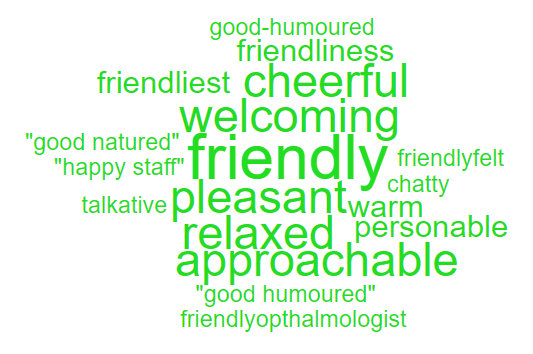 good-humoured
friendliness
friendliest cheerful
welcoming
"good natured"
friendly friendlyfelt
"happy staff"
chatty
talkative pleasant warm
relaxed personable
approachable
"good humoured"
friendlyopthalmologist